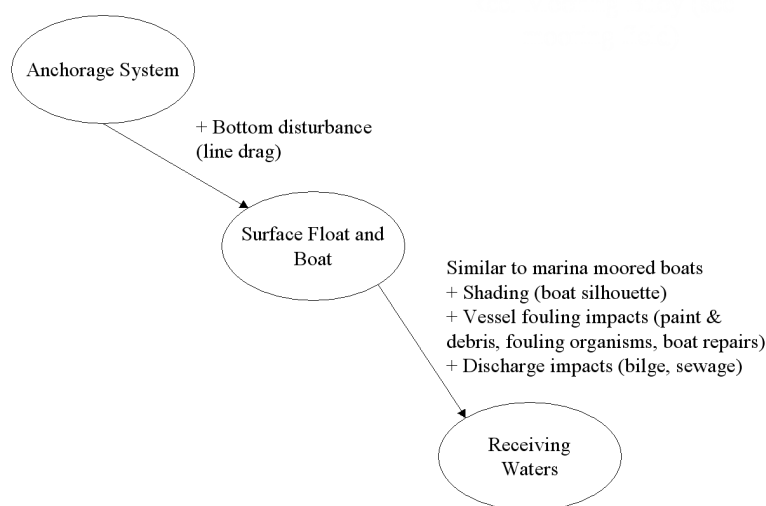 Anchorage System
+ Bottom disturbance
(line drag)
Surface Float and
Boat
Similar to marina moored boats
+ Shading (boat silhouette)
+ Vessel fouling impacts (paint &
debris, fouling organisms, boat repairs)
+ Discharge impacts (bilge, sewage)
Receiving
Waters